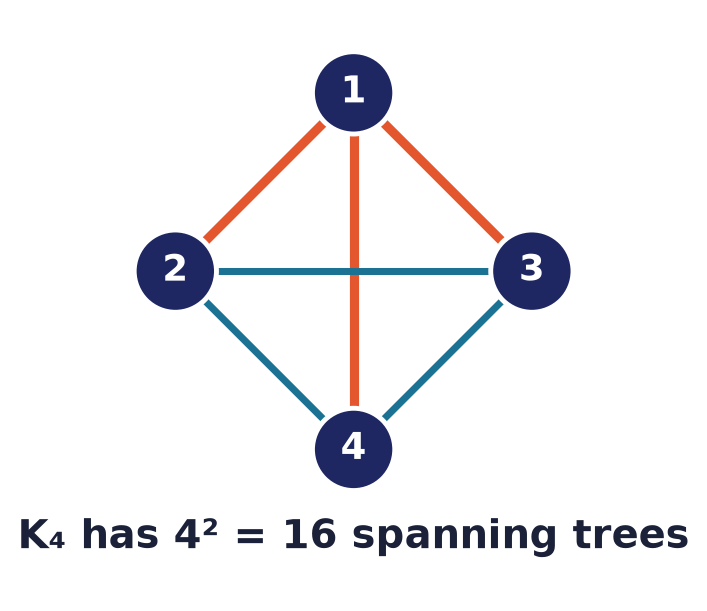 1
2 3
4
K₄ has 4² = 16 spanning trees